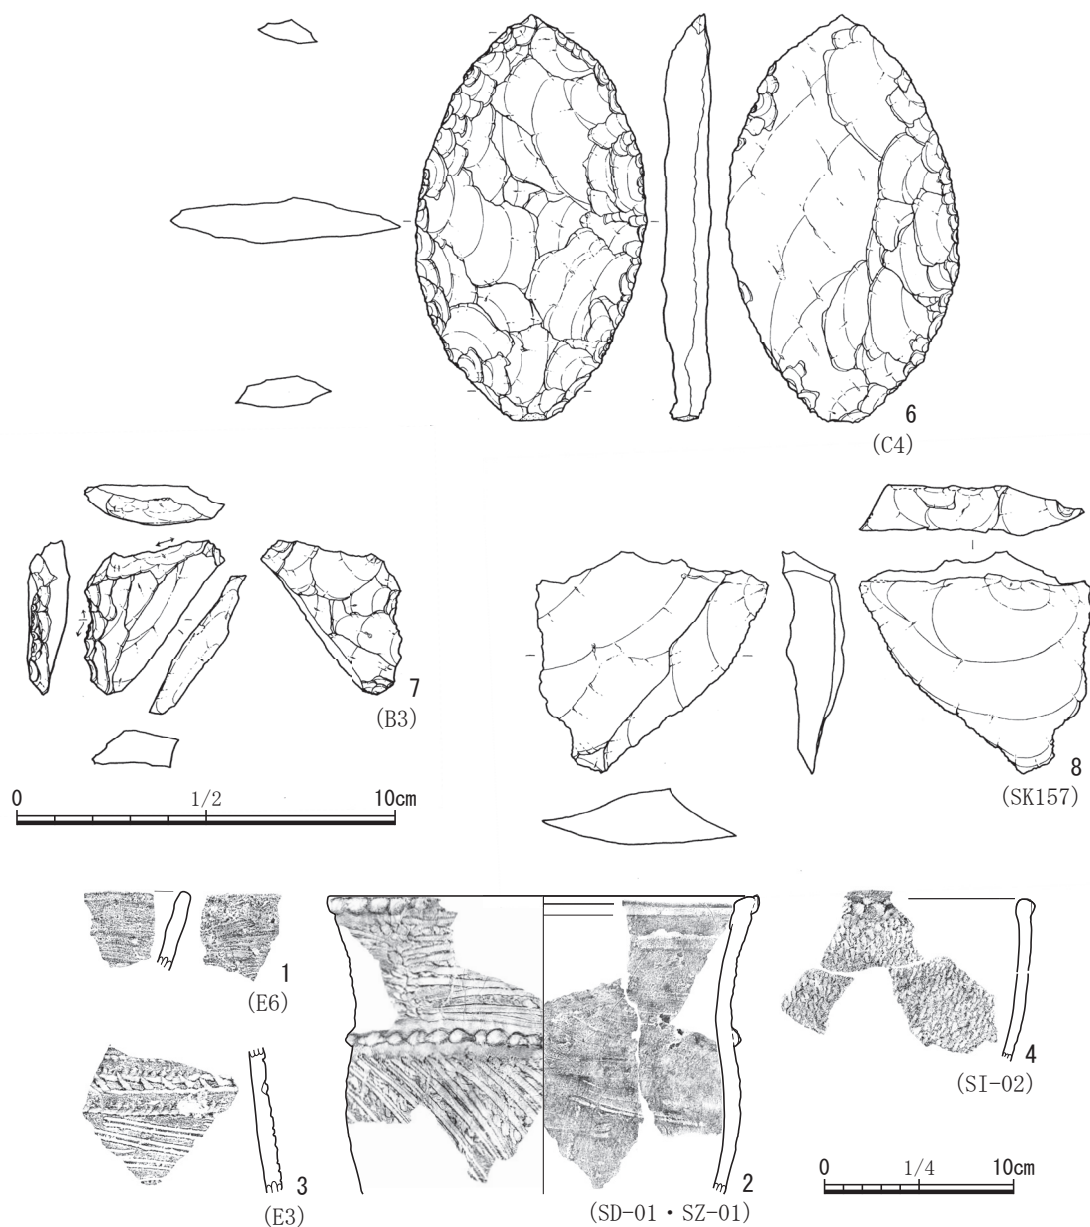 6
(C4)
7
(B3)
8
(SK157)
0 1/2 10cm
1
(E6)
2
(SD-01・SZ-01)
3
(E3)
4
(SI-02)
0 1/4 10cm